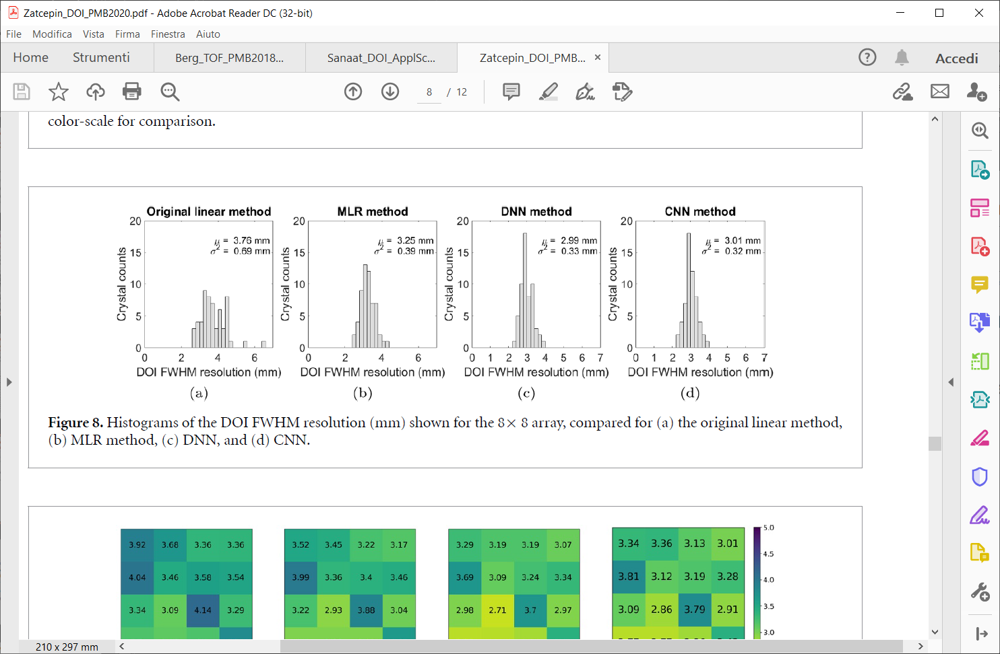 Zatcepin_DOI_PMB2020.pdf - Adobe Acrobat Reader DC (32-bit)
File Modifica Vista Firma Finestra Aiuto
Home Strumenti Berg_TOF_PMB2018... Sanaat_DOI_ApplSc... Zatcepin_DOI_PMB... × Accedi
8 / 12
color-scale for comparison.
Original linear method
20
15
10
5
0
0 2 4 6
μ = 3.76 mm
σ2 = 0.69 mm
Crystal counts
DOI FWHM resolution (mm)
(a)
MLR method
20
15
10
5
0
0 2 4 6
μ = 3.25 mm
σ2 = 0.39 mm
Crystal counts
DOI FWHM resolution (mm)
(b)
DNN method
20
15
10
5
0
0 1 2 3 4 5 6 7
μ = 2.99 mm
σ2 = 0.33 mm
Crystal counts
DOI FWHM resolution (mm)
(c)
CNN method
20
15
10
5
0
0 1 2 3 4 5 6 7
μ = 3.01 mm
σ2 = 0.32 mm
Crystal counts
DOI FWHM resolution (mm)
(d)
Figure 8. Histograms of the DOI FWHM resolution (mm) shown for the 8× 8 array, compared for (a) the original linear method,
(b) MLR method, (c) DNN, and (d) CNN.
3.92 3.68 3.36 3.36
4.04 3.46 3.58 3.54
3.34 3.09 4.14 3.29
3.52 3.45 3.22 3.17
3.99 3.36 3.4 3.46
3.22 2.93 3.88 3.04
3.29 3.19 3.19 3.07
3.69 3.09 3.24 3.34
2.98 2.71 3.7 2.97
3.34 3.36 3.13 3.01
3.81 3.12 3.19 3.28
3.09 2.86 3.79 2.91
5.0
4.5
4.0
3.5
3.0
210 x 297 mm